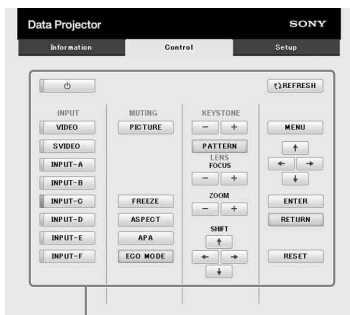 Data Projector
SONY
Information
Control
Setup
REFRESH
INPUT
MUTING
KEYSTONE
VIDEO
PICTURE
- +
MENU
SVIDEO
PATTERN
INPUT-A
LENS
FOCUS
INPUT-B
- +
INPUT-C
FREEZE
ZOOM
ENTER
INPUT-D
ASPECT
- +
RETURN
INPUT-E
APA
SHIFT
INPUT-F
ECO MODE
RESET